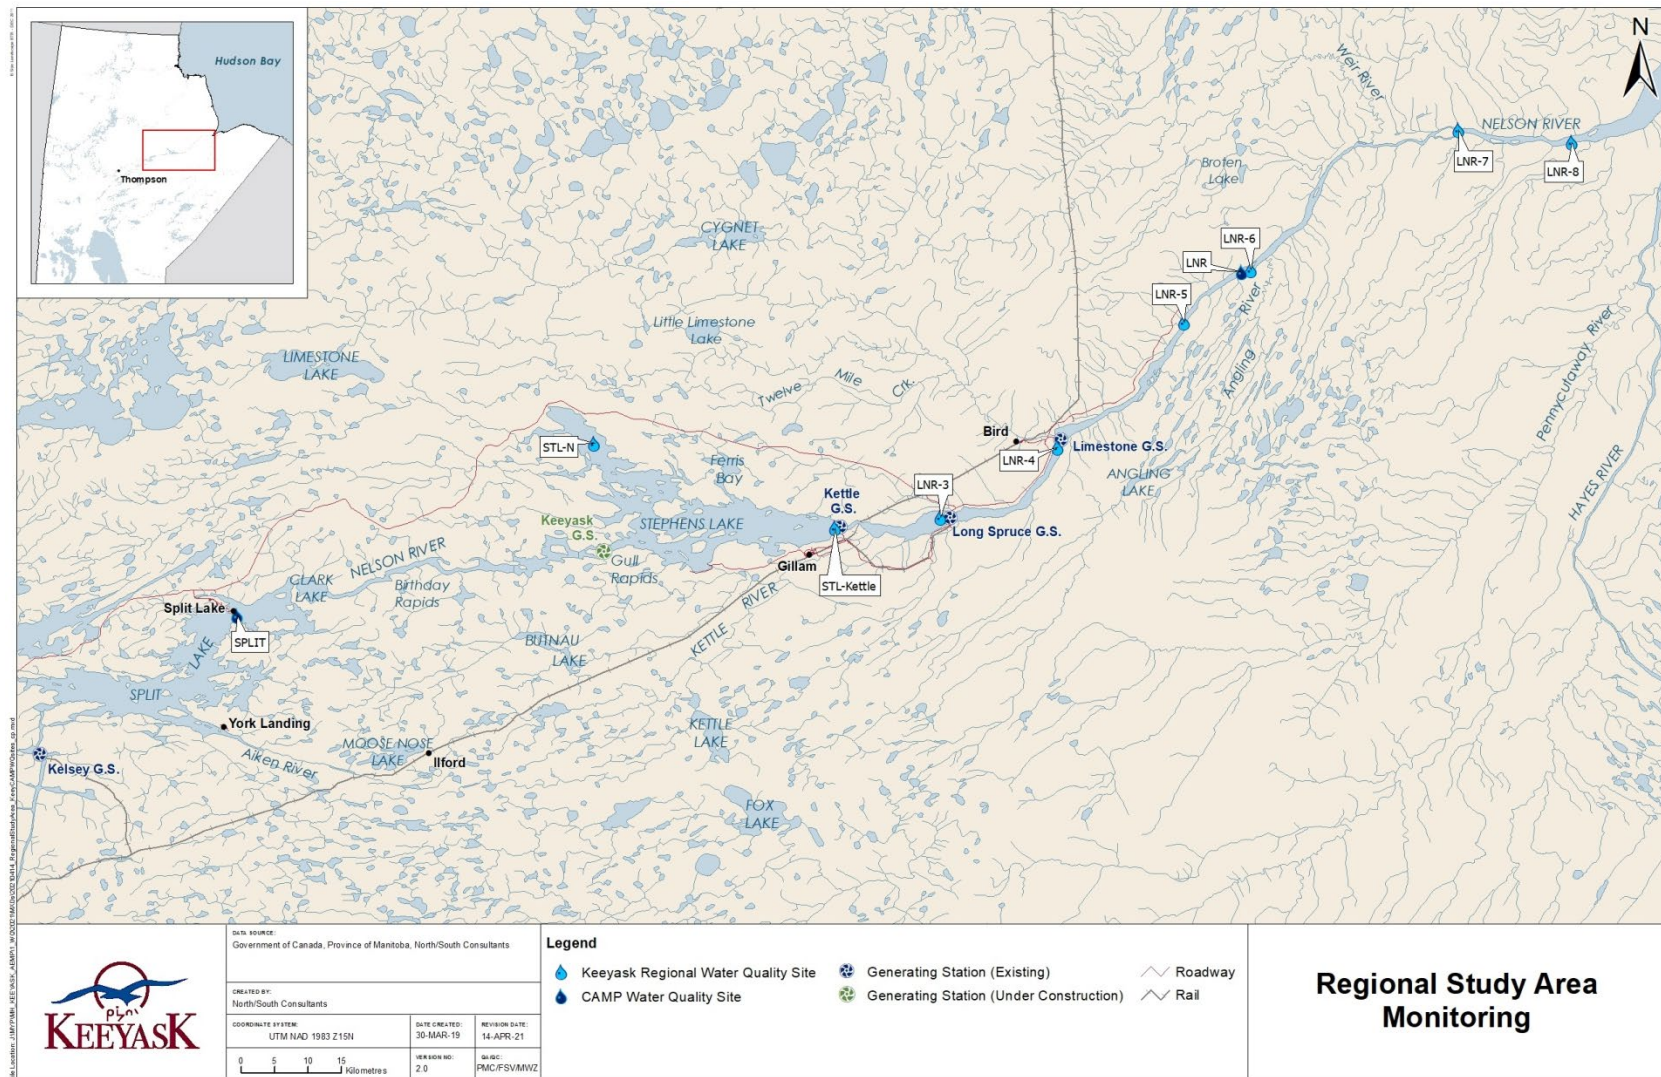 Hudson Bay
Thompson
N
Weir River
NELSON RIVER
LNR-7
LNR-8
Broten
Lake
CYGNET
LAKE
LNR-6
LNR
LNR-5
Angling River
Little Limestone
Lake
LIMESTONE
LAKE
Twelve Mile Crk.
Pennycutaway River
HAYES RIVER
STL-N
Bird
Limestone G.S.
LNR-4
Ferris
Bay
ANGLING
LAKE
LNR-3
Kettle
G.S.
STEPHENS LAKE
Keeyask
G.S.
Long Spruce G.S.
Gull
Rapids
Gillam
STL-Kettle
NELSON RIVER
CLARK
LAKE
Birthday
Rapids
Split Lake
SPLIT
KETTLE RIVER
BUTNAU
LAKE
SPLIT LAKE
York Landing
KETTLE
LAKE
MOOSE NOSE
LAKE
Ilford
Aiken River
Kelsey G.S.
FOX
LAKE
KEEYASK
DATA SOURCE:
Government of Canada, Province of Manitoba, North/South Consultants
CREATED BY:
North/South Consultants
COORDINATE SYSTEM:
UTM NAD 1983 Z15N
DATE CREATED:
30-MAR-19
REVISION DATE:
14-APR-21
0 5 10 15
Kilometres
VERSION NO:
2.0
QA/QC:
PMC/FSV/MWZ
Legend
Keeyask Regional Water Quality Site
CAMP Water Quality Site
Generating Station (Existing)
Generating Station (Under Construction)
Roadway
Rail
Regional Study Area
Monitoring